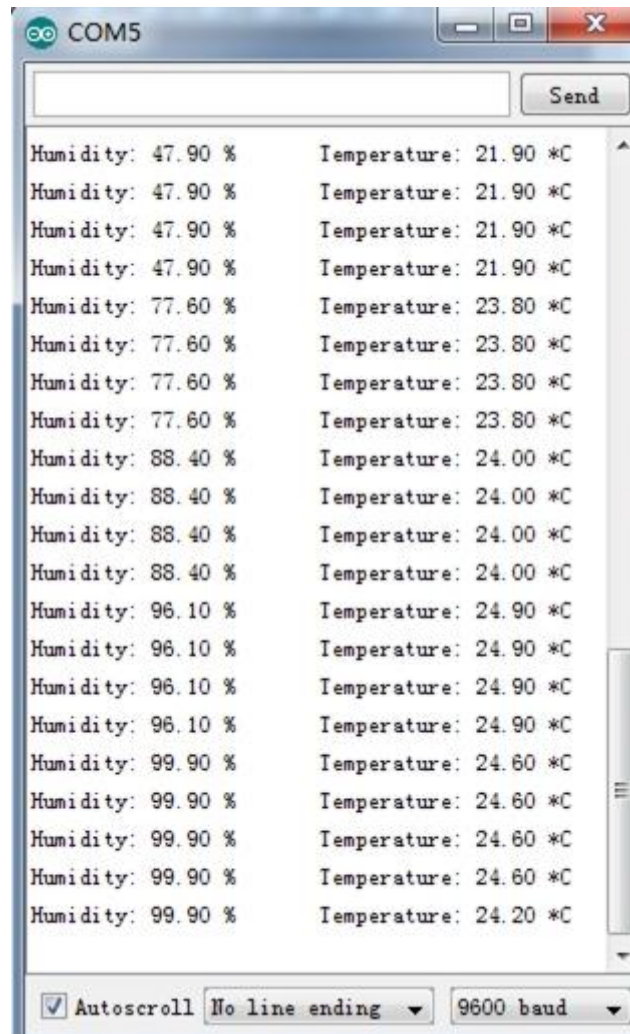 COM5
Send
Humidity: 47.90 % Temperature: 21.90 *C
Humidity: 47.90 % Temperature: 21.90 *C
Humidity: 47.90 % Temperature: 21.90 *C
Humidity: 47.90 % Temperature: 21.90 *C
Humidity: 77.60 % Temperature: 23.80 *C
Humidity: 77.60 % Temperature: 23.80 *C
Humidity: 77.60 % Temperature: 23.80 *C
Humidity: 77.60 % Temperature: 23.80 *C
Humidity: 88.40 % Temperature: 24.00 *C
Humidity: 88.40 % Temperature: 24.00 *C
Humidity: 88.40 % Temperature: 24.00 *C
Humidity: 88.40 % Temperature: 24.00 *C
Humidity: 96.10 % Temperature: 24.90 *C
Humidity: 96.10 % Temperature: 24.90 *C
Humidity: 96.10 % Temperature: 24.90 *C
Humidity: 96.10 % Temperature: 24.90 *C
Humidity: 99.90 % Temperature: 24.60 *C
Humidity: 99.90 % Temperature: 24.60 *C
Humidity: 99.90 % Temperature: 24.60 *C
Humidity: 99.90 % Temperature: 24.60 *C
Humidity: 99.90 % Temperature: 24.20 *C
Autoscroll No line ending 9600 baud